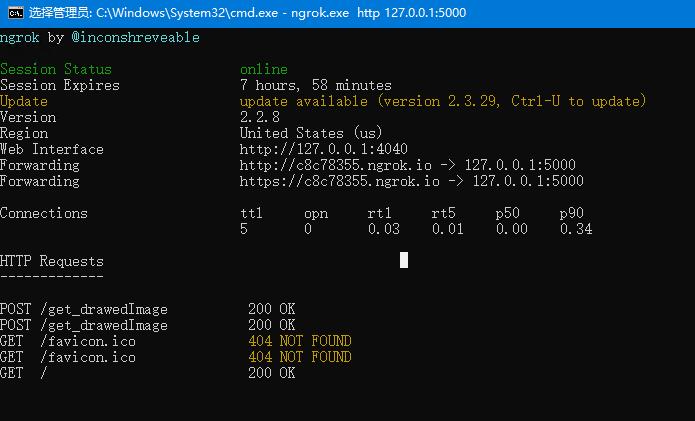 选择管理员: C:\Windows\System32\cmd.exe - ngrok.exe http 127.0.0.1:5000
ngrok by @inconshreveable
Session Status online
Session Expires 7 hours, 58 minutes
Update update available (version 2.3.29, Ctrl-U to update)
Version 2.2.8
Region United States (us)
Web Interface http://127.0.0.1:4040
Forwarding http://c8c78355.ngrok.io -> 127.0.0.1:5000
Forwarding https://c8c78355.ngrok.io -> 127.0.0.1:5000
Connections ttl opn rt1 rt5 p50 p90
5 0 0.03 0.01 0.00 0.34
HTTP Requests
-------------
POST /get_drawedImage 200 OK
POST /get_drawedImage 200 OK
GET /favicon.ico 404 NOT FOUND
GET /favicon.ico 404 NOT FOUND
GET / 200 OK